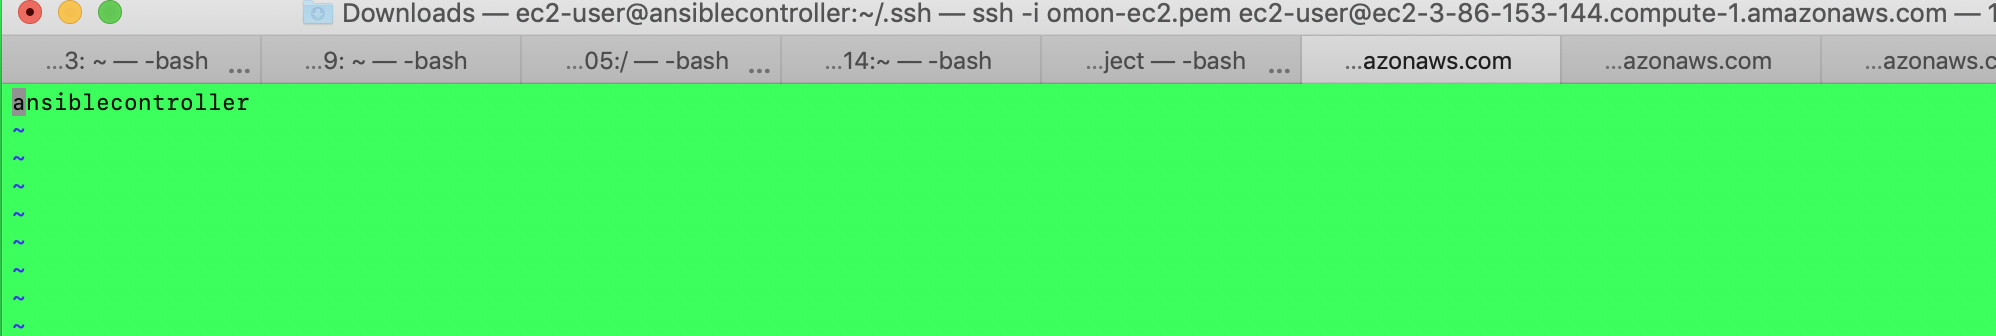 Downloads — ec2-user@ansiblecontroller:~/.ssh — ssh -i omon-ec2.pem ec2-user@ec2-3-86-153-144.compute-1.amazonaws.com — 1
...3: ~ — -bash ... ...9: ~ — -bash ...05:/ — -bash ... ...14:~ — -bash ...ject — -bash ... ...azonaws.com ...azonaws.com ...azonaws.c
ansiblecontroller
~
~
~
~
~
~
~
~